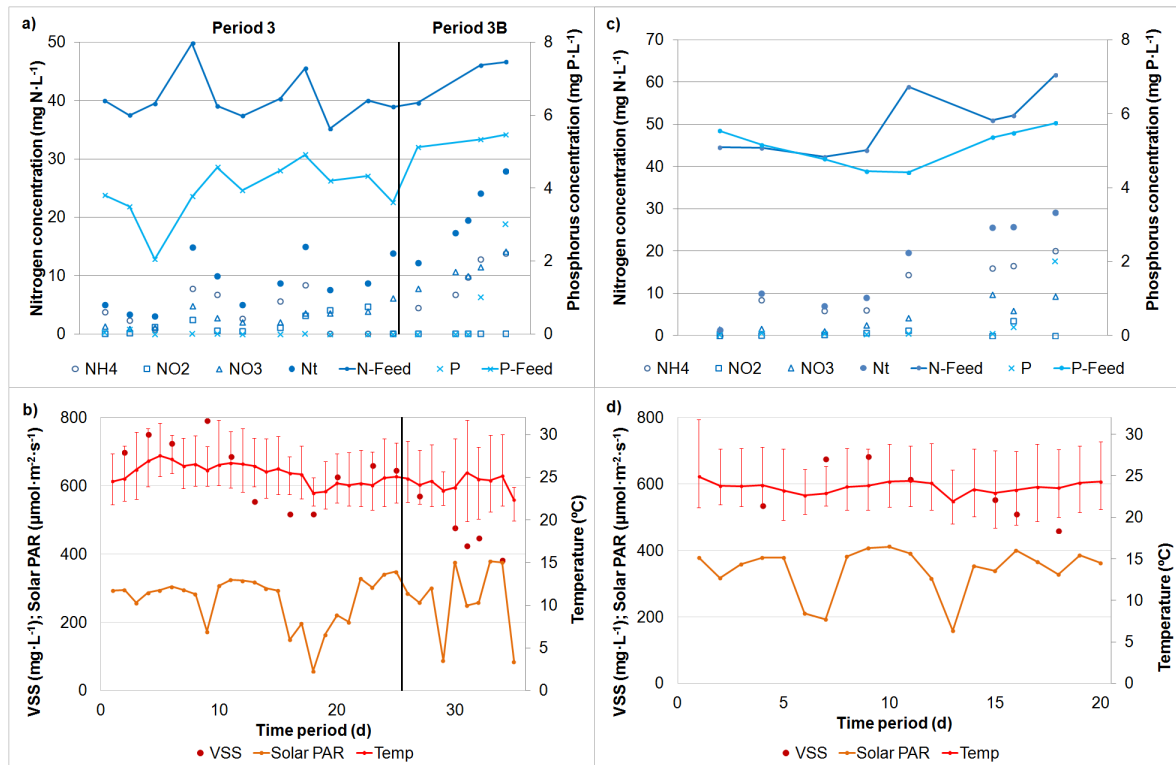 a)
Period 3
Period 3B
Nitrogen concentration (mg N·L-1)
50
40
30
20
10
0
Phosphorus concentration (mg P·L-1)
8
6
4
2
0
NH4 NO2 NO3 Nt N-Feed P P-Feed
b)
VSS (mg·L-1); Solar PAR (µmol·m-2·s-1)
800
600
400
200
0
Temperature (ºC)
30
25
20
15
10
5
0
0 10 20 30
Time period (d)
VSS Solar PAR Temp
c)
Nitrogen concentration (mg N·L-1)
70
60
50
40
30
20
10
0
Phosphorus concentration (mg P·L-1)
8
6
4
2
0
NH4 NO2 NO3 Nt N-Feed P P-Feed
d)
VSS (mg·L-1); Solar PAR (µmol·m-2·s-1)
800
600
400
200
0
Temperature (ºC)
30
25
20
15
10
5
0
0 5 10 15 20
Time period (d)
VSS Solar PAR Temp